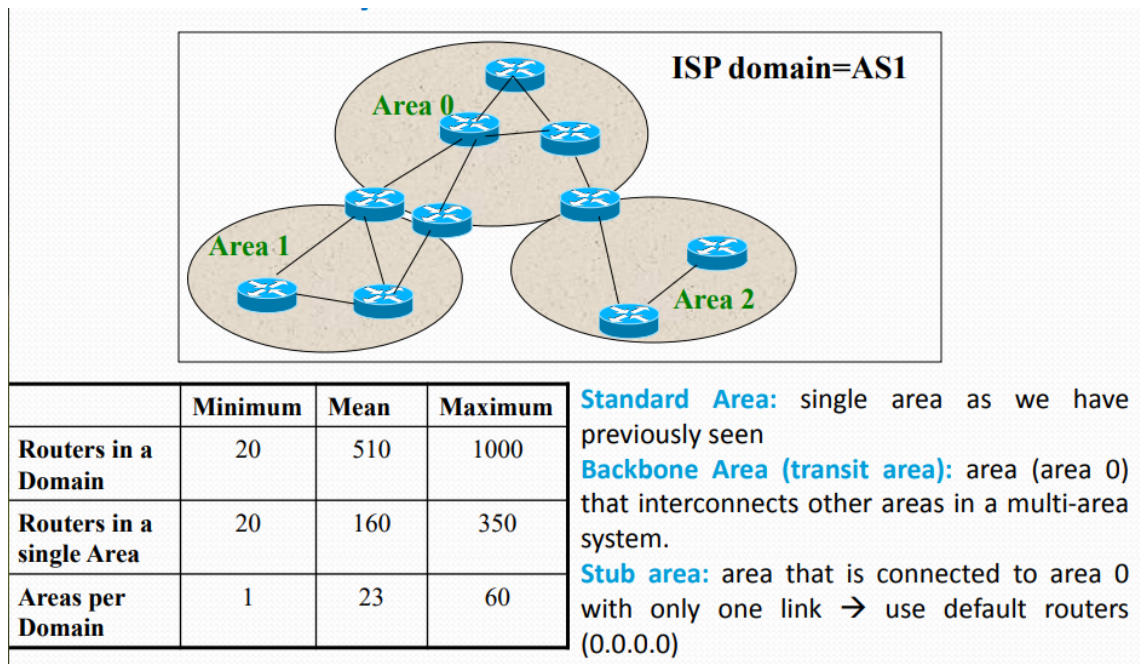 ISP domain=AS1
Area 0
Area 1
Area 2
Minimum Mean Maximum
Routers in a
Domain
20 510 1000
Routers in a
single Area
20 160 350
Areas per
Domain
1 23 60
Standard Area: single area as we have
previously seen
Backbone Area (transit area): area (area 0)
that interconnects other areas in a multi-area
system.
Stub area: area that is connected to area 0
with only one link → use default routers
(0.0.0.0)